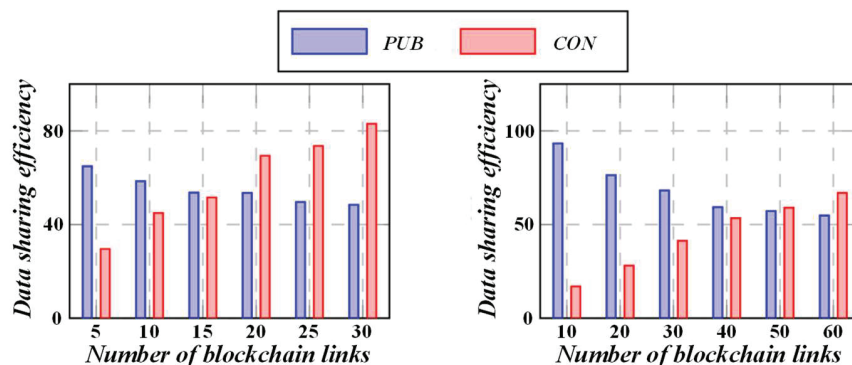 PUB CON
Data sharing efficiency
80
40
0
5 10 15 20 25 30
Number of blockchain links
Data sharing efficiency
100
50
0
10 20 30 40 50 60
Number of blockchain links